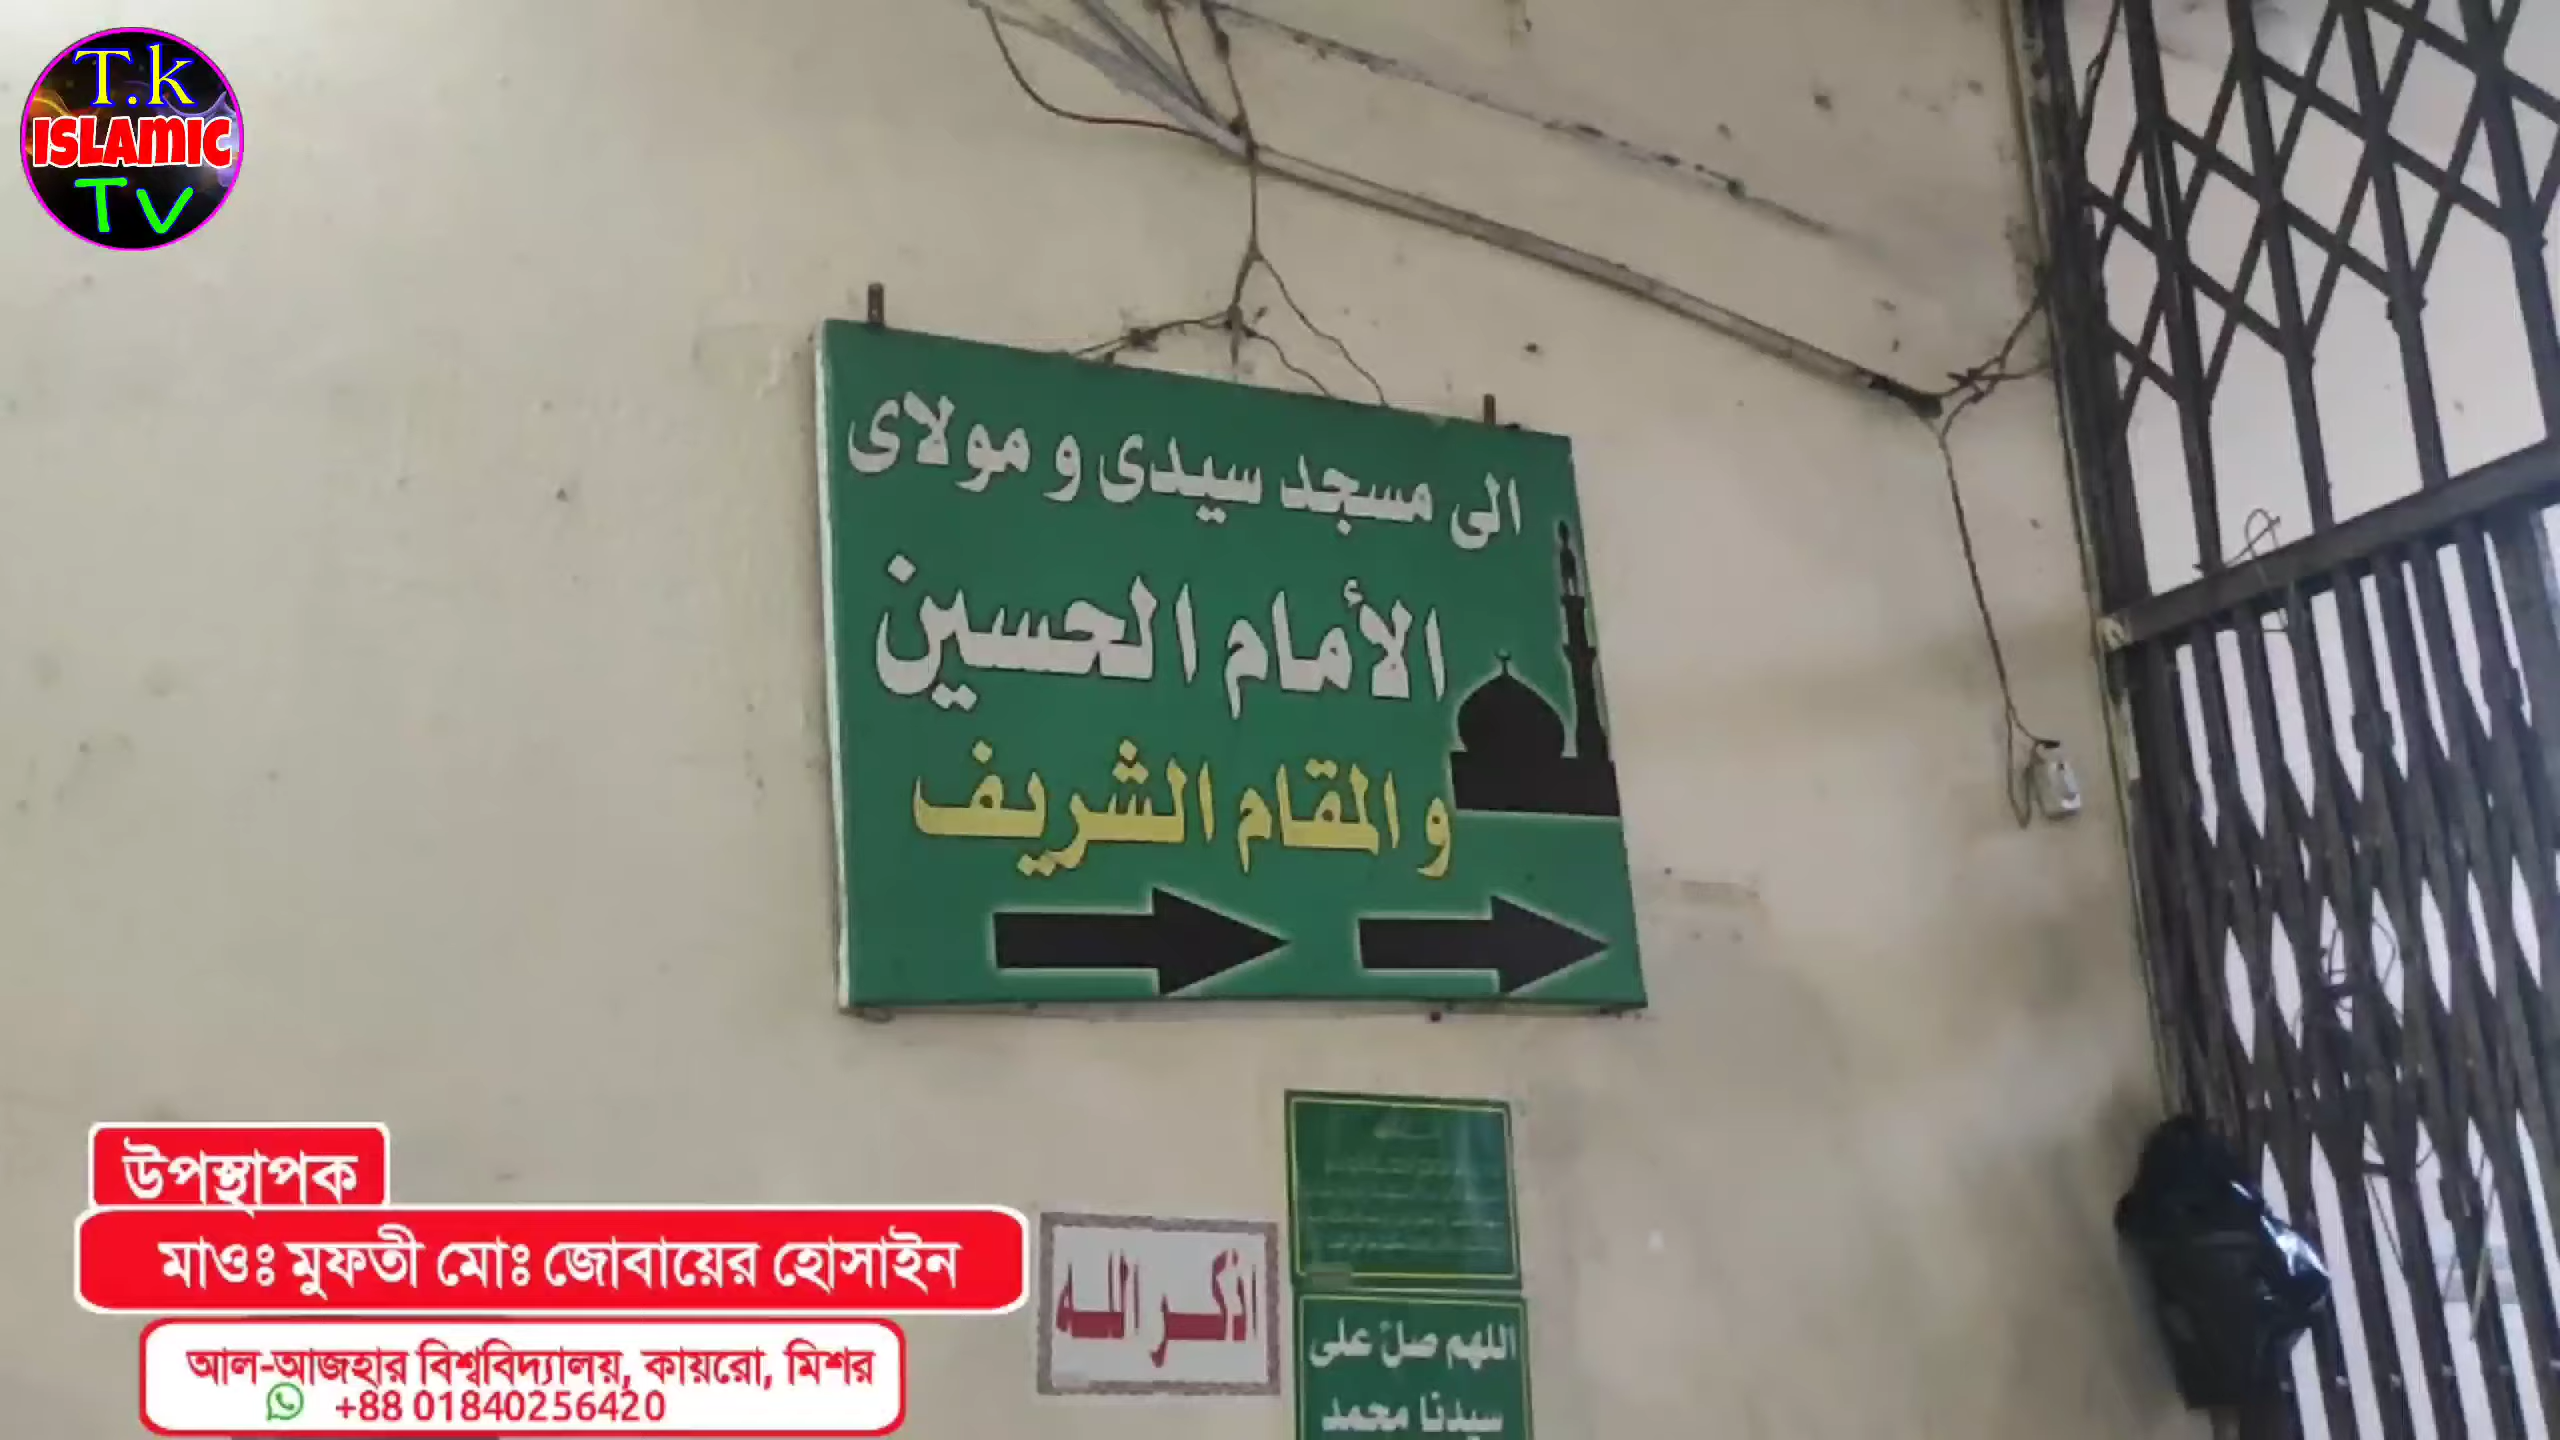 T.k
ISLAMIC
TV
الى مسجد سيدى و مولاى
الأمام الحسين
و المقام الشريف
উপস্থাপক
মাওঃ মুফতী মোঃ জোবায়ের হোসাইন
আল-আজহার বিশ্ববিদ্যালয়, কায়রো, মিশর
+88 01840256420
اذكر الله
اللهم صلّ على
سيدنا محمد